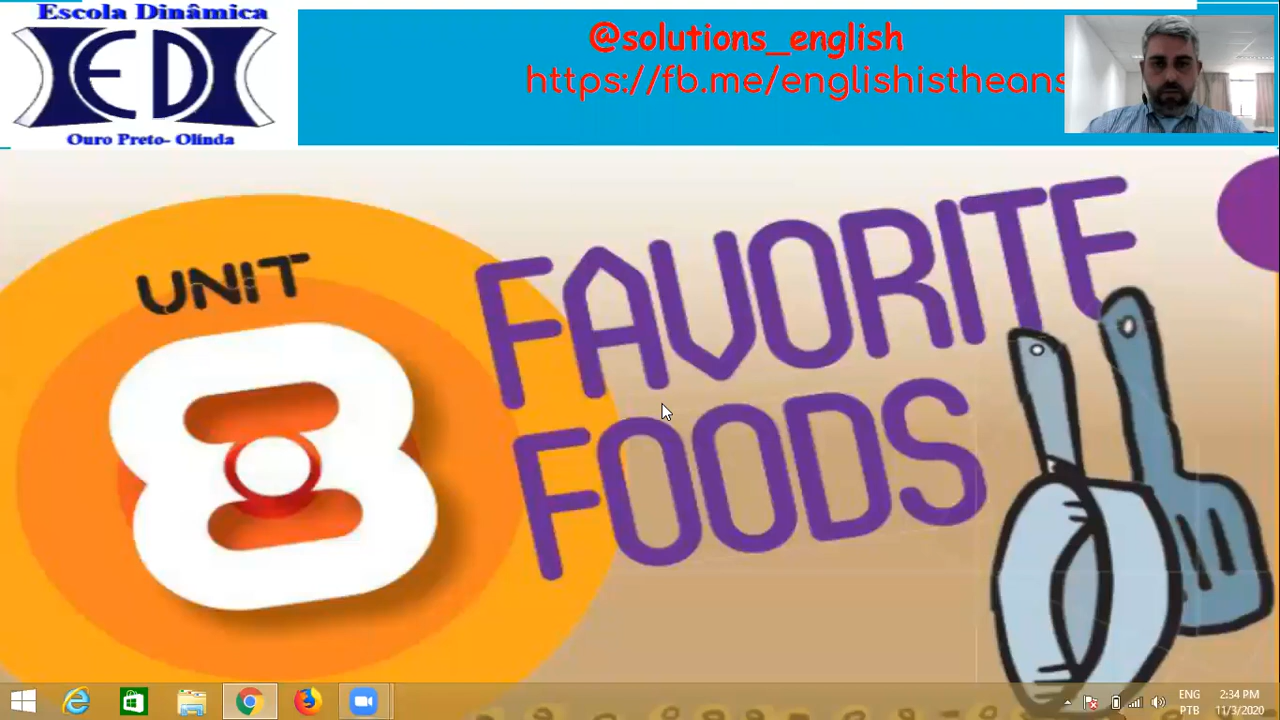 Escola Dinâmica
ED
Ouro Preto- Olinda
@solutions_english
https://fb.me/englishistheans
UNIT
8
FAVORITE
FOODS
ENG
PTB
2:34 PM
11/3/2020